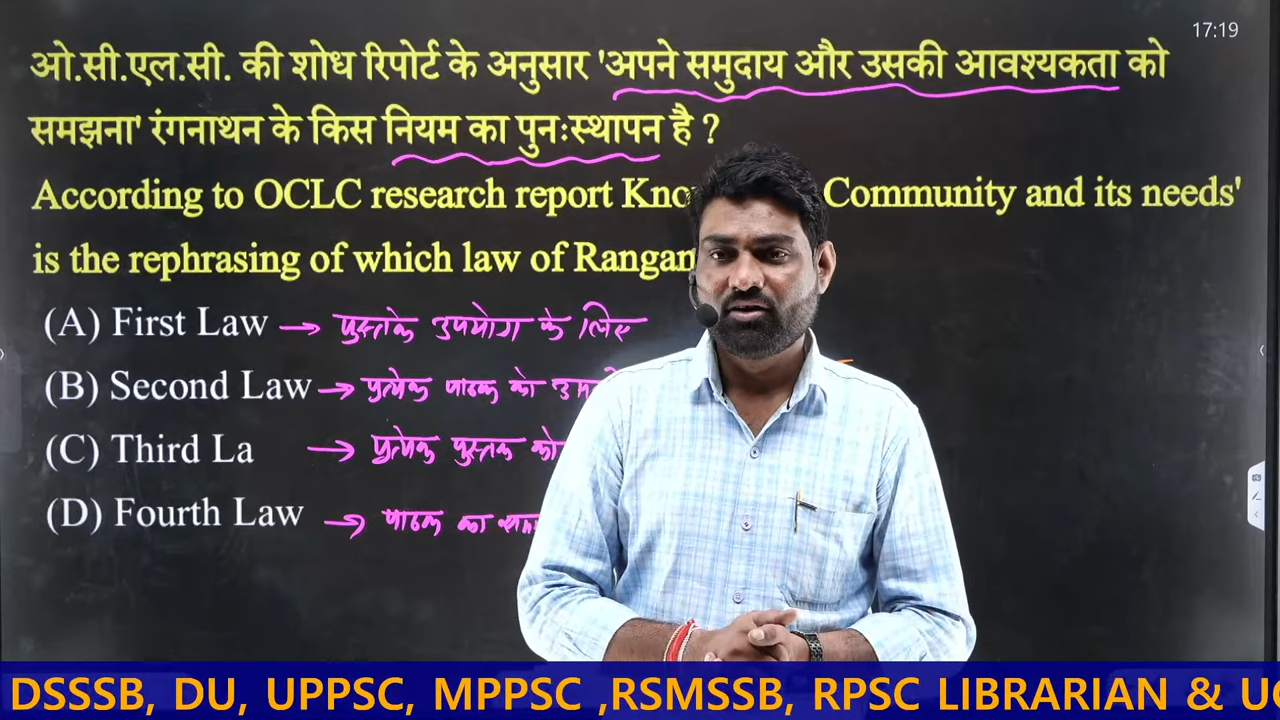 17:19
ओ.सी.एल.सी. की शोध रिपोर्ट के अनुसार 'अपने समुदाय और उसकी आवश्यकता को
समझना' रंगनाथन के किस नियम का पुनःस्थापन है ?
According to OCLC research report Community and its needs'
is the rephrasing of which law of
(A) First Law → पुस्तके उपयोग के लिए
(B) Second Law → प्रत्येक पाठक को
(C) Third La → प्रत्येक पुस्तक को
(D) Fourth Law → पाठक का
DSSSB, DU, UPPSC, MPPSC ,RSMSSB, RPSC LIBRARIAN &